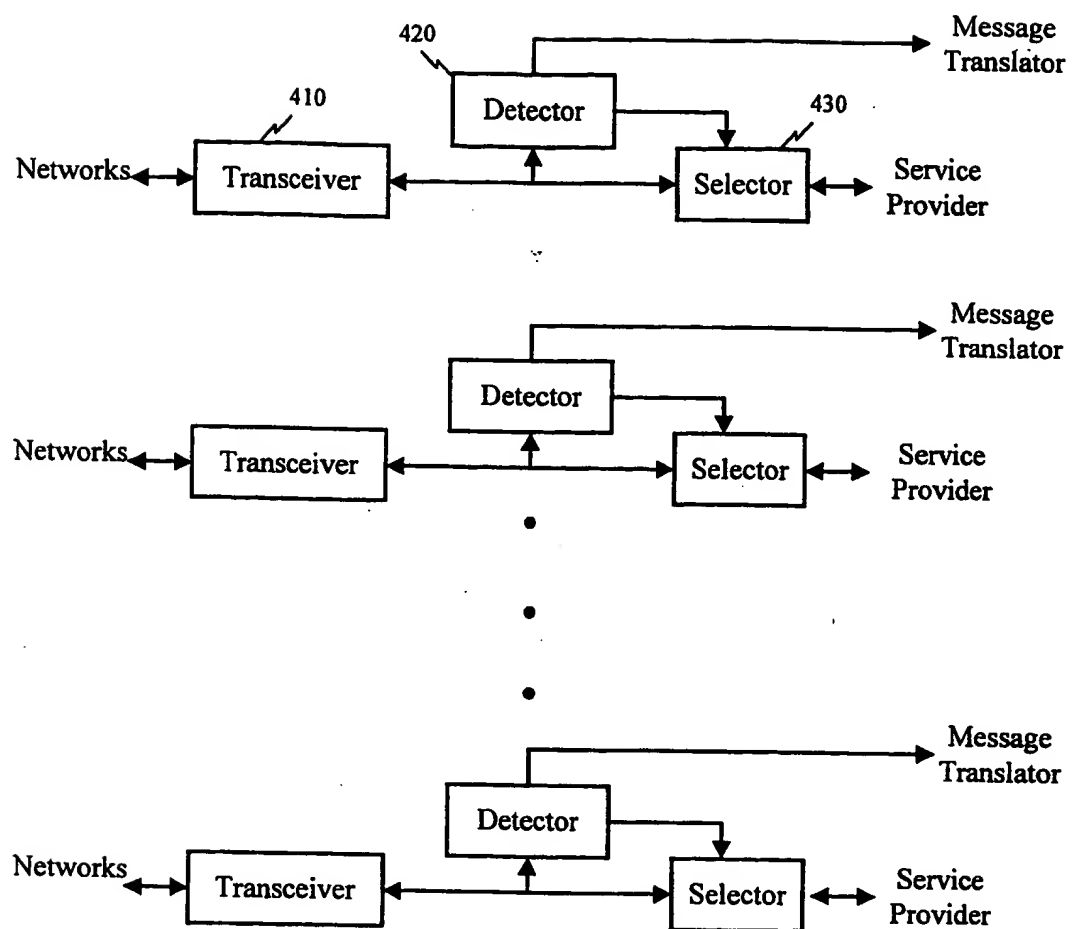 Message
Translator
420
Detector
410
430
Networks
Transceiver
Selector
Service
Provider
Message
Translator
Detector
Networks
Transceiver
Selector
Service
Provider
Message
Translator
Detector
Networks
Transceiver
Selector
Service
Provider